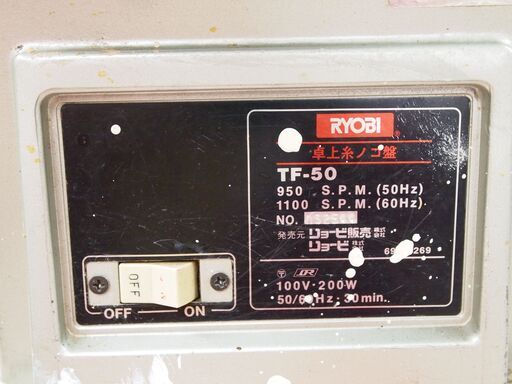 RYOBI
卓上糸ノコ盤
TF-50
950 S.P.M. (50Hz)
1100 S.P.M. (60Hz)
NO.
発売元 リョービ販売 株式会社
リョービ 株式会社
100V・200W
50/60Hz・30min.
OFF
OFF ON